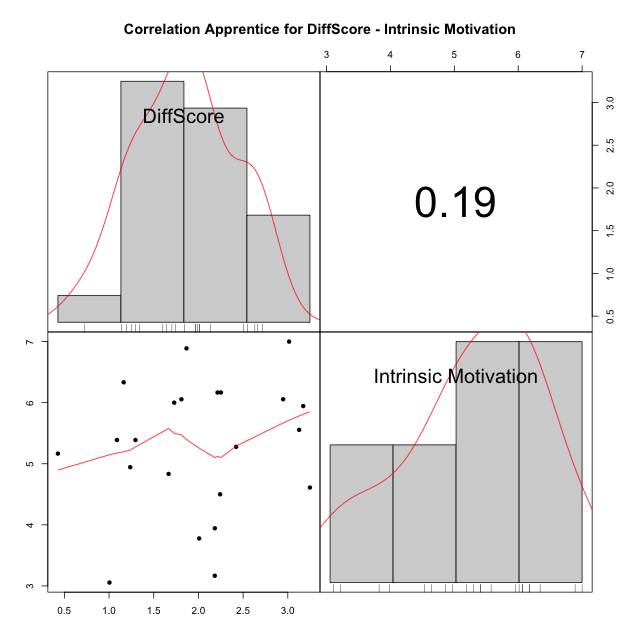 Correlation Apprentice for DiffScore - Intrinsic Motivation
3 4 5 6 7
DiffScore
0.19
0.5 1.0 1.5 2.0 2.5 3.0
3 4 5 6 7
Intrinsic Motivation
0.5 1.0 1.5 2.0 2.5 3.0